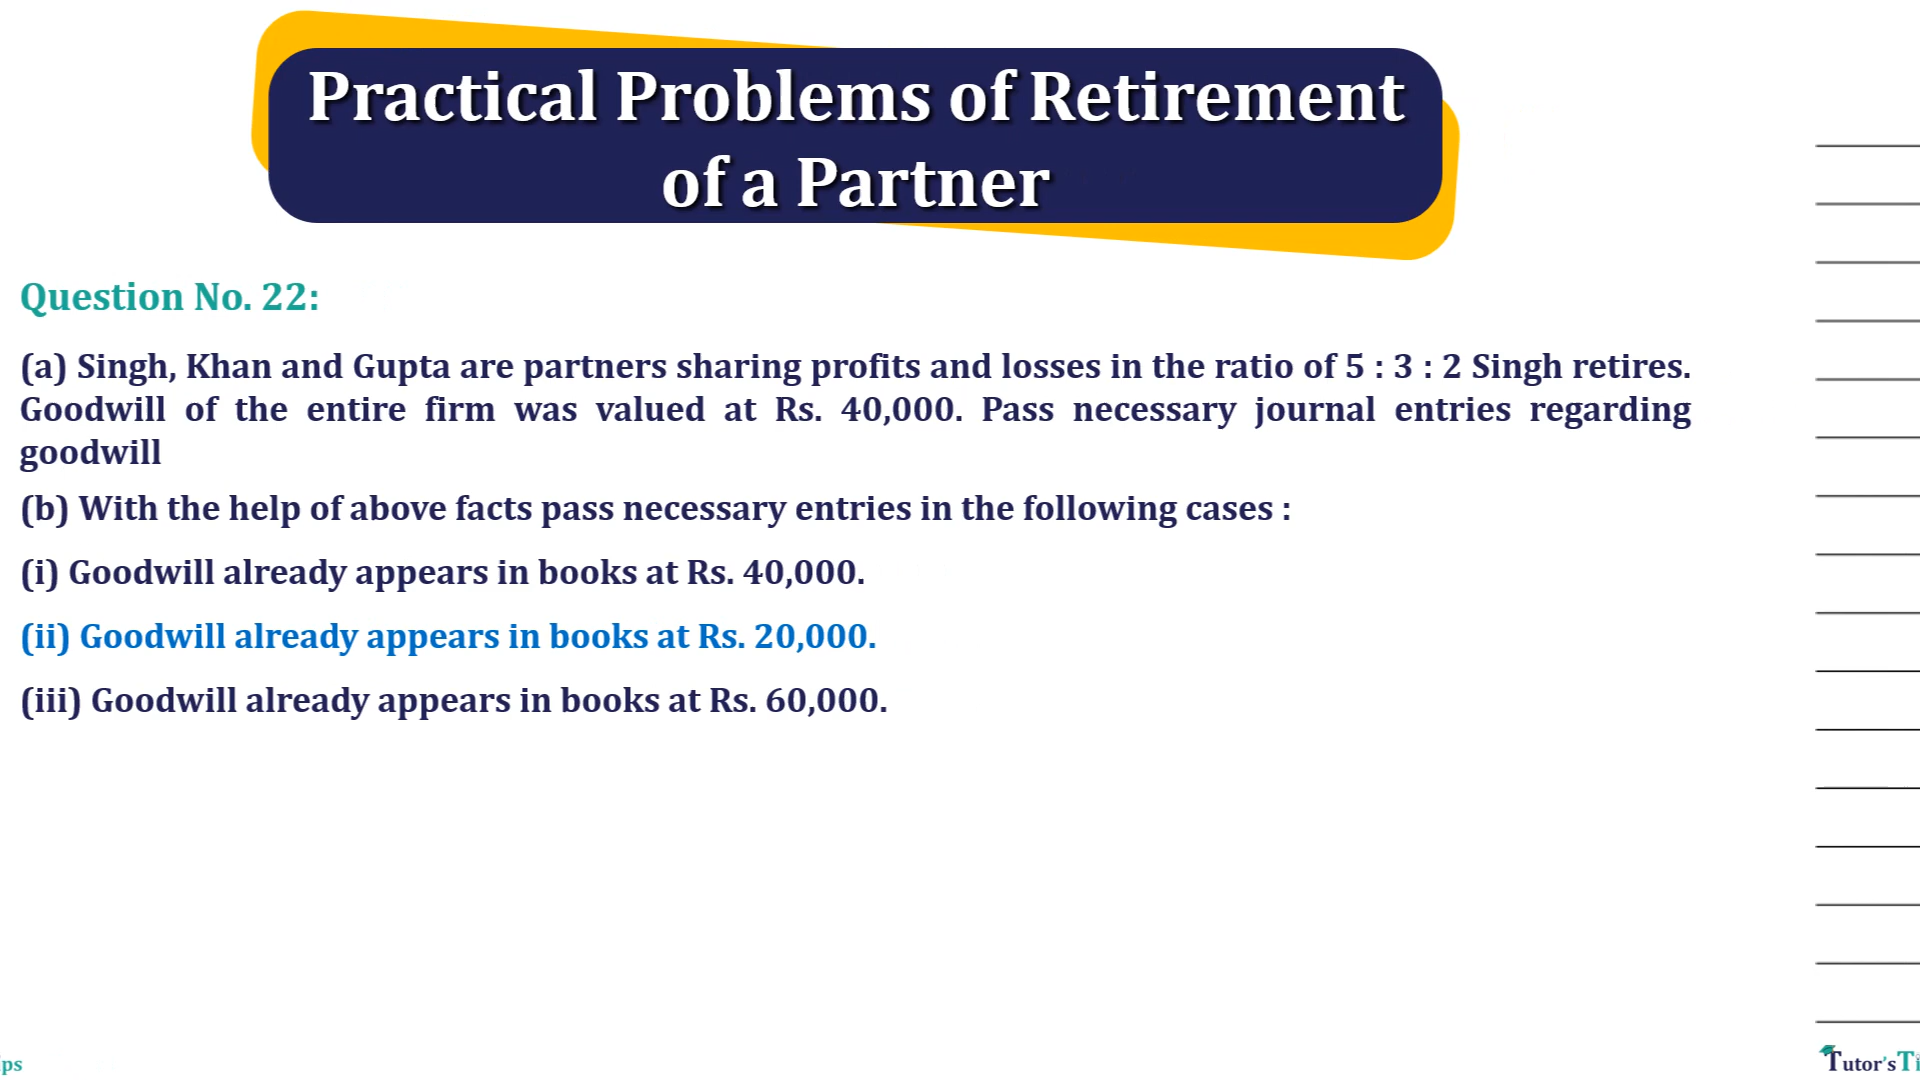 Practical Problems of Retirement
of a Partner
Question No. 22:
(a) Singh, Khan and Gupta are partners sharing profits and losses in the ratio of 5 : 3 : 2 Singh retires.
Goodwill of the entire firm was valued at Rs. 40,000. Pass necessary journal entries regarding
goodwill
(b) With the help of above facts pass necessary entries in the following cases :
(i) Goodwill already appears in books at Rs. 40,000.
(ii) Goodwill already appears in books at Rs. 20,000.
(iii) Goodwill already appears in books at Rs. 60,000.
ps
Tutor'sTi